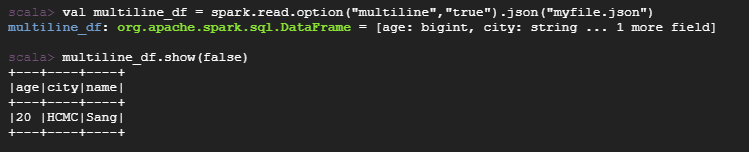 scala> val multiline_df = spark.read.option("multiline","true").json("myfile.json")
multiline_df: org.apache.spark.sql.DataFrame = [age: bigint, city: string ... 1 more field]
scala> multiline_df.show(false)
+---+----+----+
|age|city|name|
+---+----+----+
|20 |HCMC|Sang|
+---+----+----+